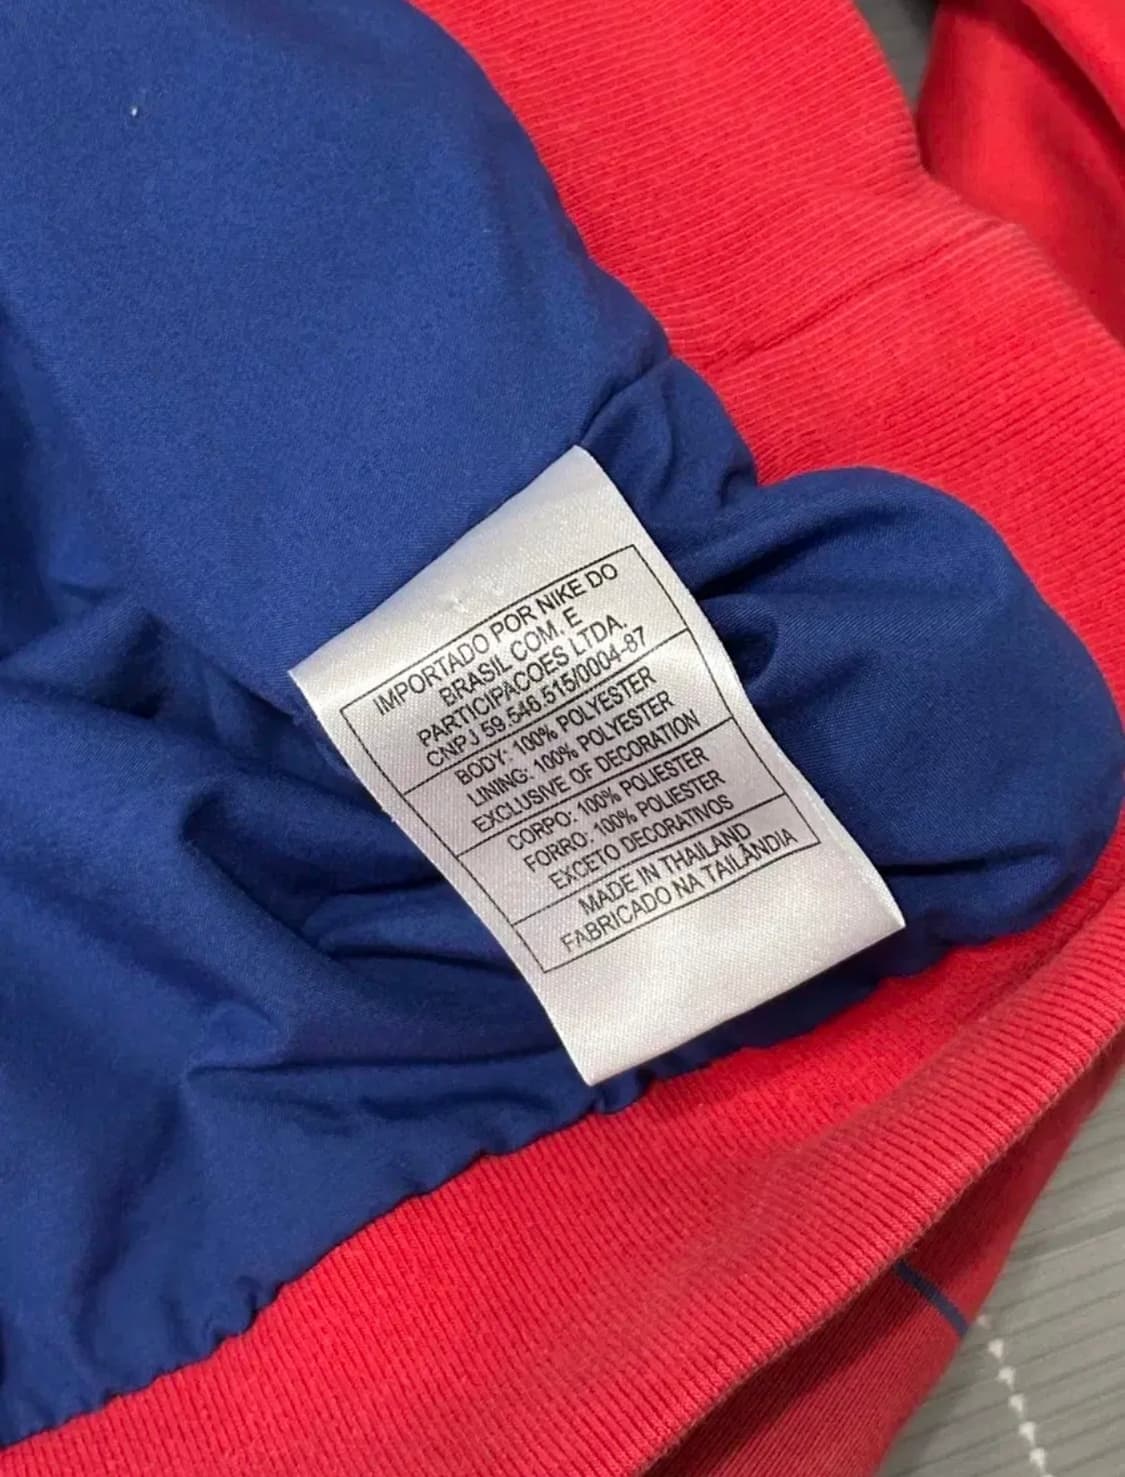 IMPORTADO POR NIKE DO
BRASIL COM. E
PARTICIPACOES LTDA.
CNPJ 59.546.515/0004-87
BODY: 100% POLYESTER
LINING: 100% POLYESTER
EXCLUSIVE OF DECORATION
CORPO: 100% POLIESTER
FORRO: 100% POLIESTER
EXCETO DECORATIVOS
MADE IN THAILAND
FABRICADO NA TAILÂNDIA